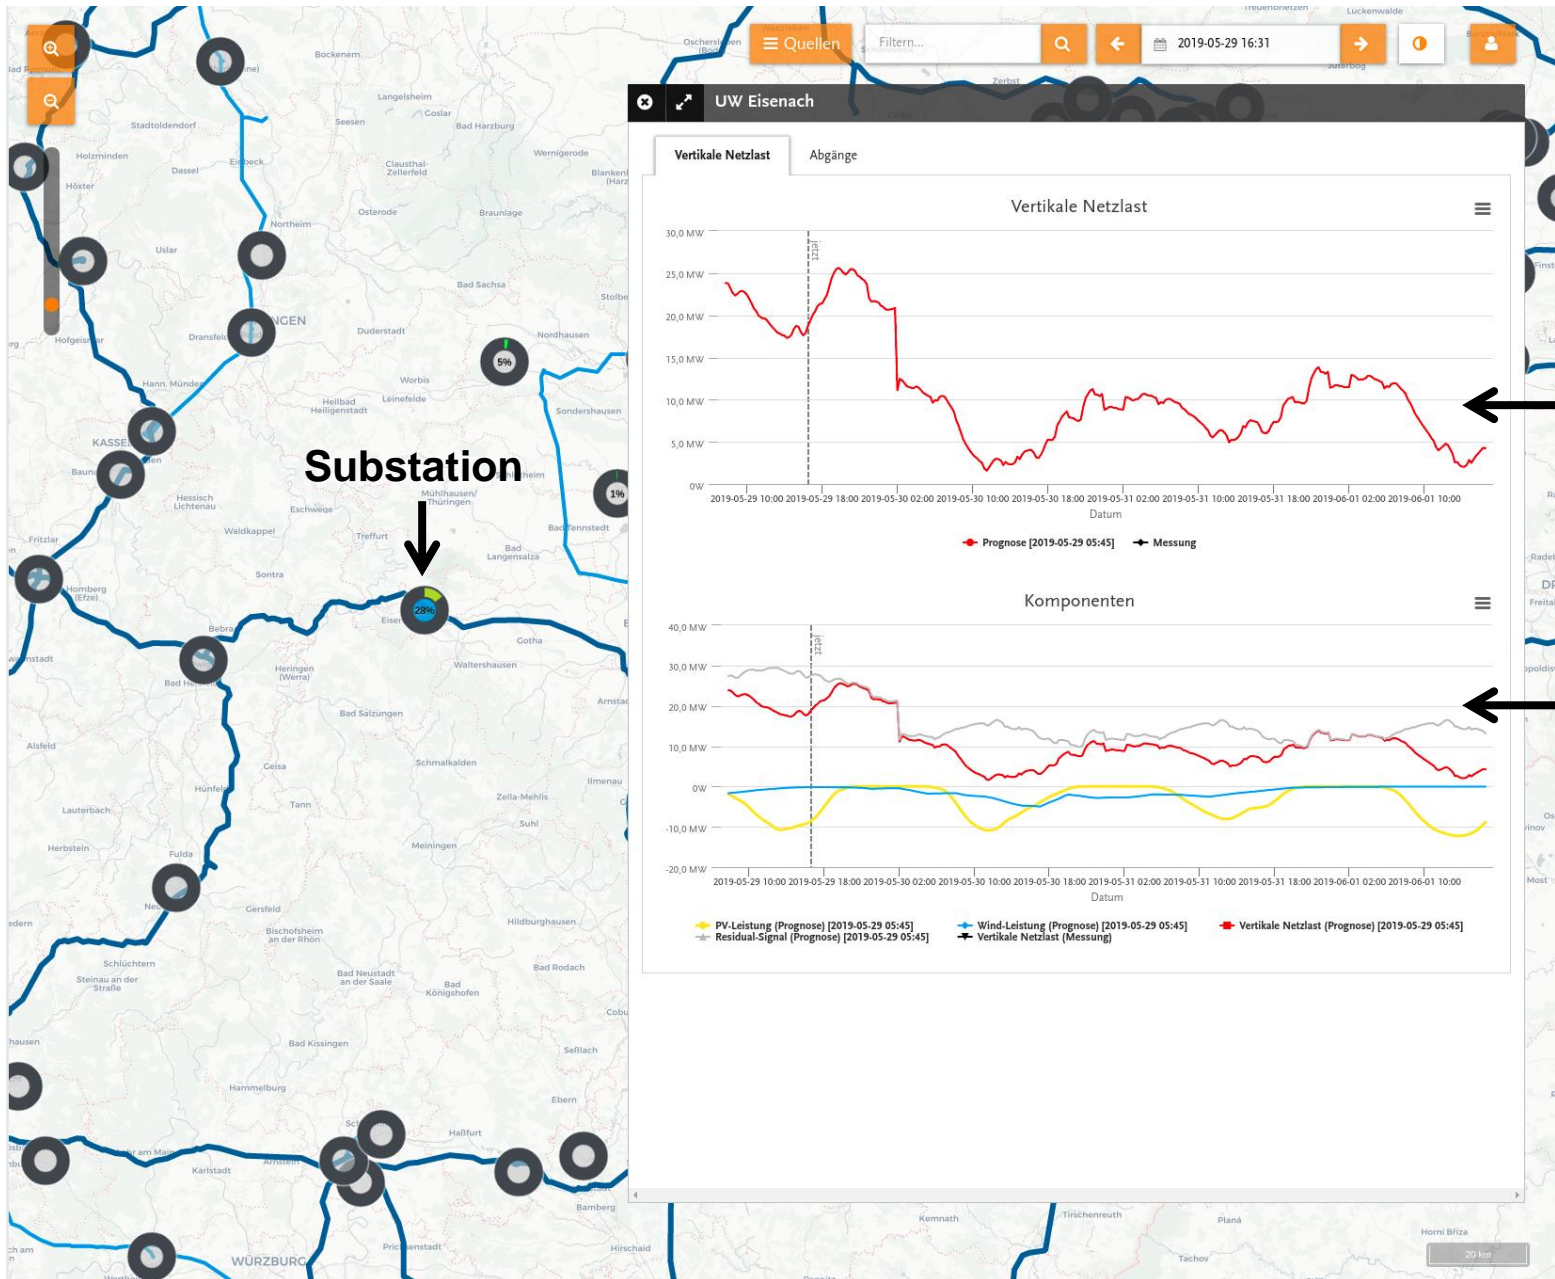 Quellen
Filtern...
2019-05-29 16:31
UW Eisenach
Vertikale Netzlast
Abgänge
Vertikale Netzlast
30,0 MW
25,0 MW
20,0 MW
15,0 MW
10,0 MW
5,0 MW
0W
jetzt
2019-05-29 10:00 2019-05-29 18:00 2019-05-30 02:00 2019-05-30 10:00 2019-05-30 18:00 2019-05-31 02:00 2019-05-31 10:00 2019-05-31 18:00 2019-06-01 02:00 2019-06-01 10:00
Datum
Prognose [2019-05-29 05:45]
Messung
Komponenten
40,0 MW
30,0 MW
20,0 MW
10,0 MW
0W
-10,0 MW
-20,0 MW
jetzt
2019-05-29 10:00 2019-05-29 18:00 2019-05-30 02:00 2019-05-30 10:00 2019-05-30 18:00 2019-05-31 02:00 2019-05-31 10:00 2019-05-31 18:00 2019-06-01 02:00 2019-06-01 10:00
Datum
PV-Leistung (Prognose) [2019-05-29 05:45]
Wind-Leistung (Prognose) [2019-05-29 05:45]
Vertikale Netzlast (Prognose) [2019-05-29 05:45]
Residual-Signal (Prognose) [2019-05-29 05:45]
Vertikale Netzlast (Messung)
Substation
28%
5%
1%
Bockenem
Langelsheim
Goslar
Seesen
Bad Harzburg
Stadtoldendorf
Holzminden
Höxter
Dassel
Clausthal-
Zellerfeld
Wernigerode
Osterode
Braunlage
Northeim
Uslar
Bad Sachsa
Duderstadt
Nordhausen
Worbis
Leinefelde
Heilbad
Heiligenstadt
Sondershausen
Hessisch
Lichtenau
Eschwege
Mühlhausen/
Thüringen
Waldkappel
Treffurt
Bad
Langensalza
Fritzlar
Homberg
(Efze)
Sontra
Bebra
Gotha
Heringen
(Werra)
Waltershausen
Bad Salzungen
Alsfeld
Geisa
Schmalkalden
Ilmenau
Hünfeld
Tann
Zella-Mehlis
Suhl
Lauterbach
Meiningen
Herbstein
Fulda
Gersfeld
Hildburghausen
Bischofsheim
an der Rhön
Schlüchtern
Steinau an der
Straße
Bad Neustadt
an der Saale
Bad
Königshofen
Bad Rodach
Bad Kissingen
Seßlach
Hammelburg
Ebern
Haßfurt
Karlstadt
Arnstein
Bamberg
WÜRZBURG
Hirschaid
Kemnath
Tirschenreuth
Planá
Tachov
Horní Bříza
20 km
Luckenwalde
Zerbst
Most